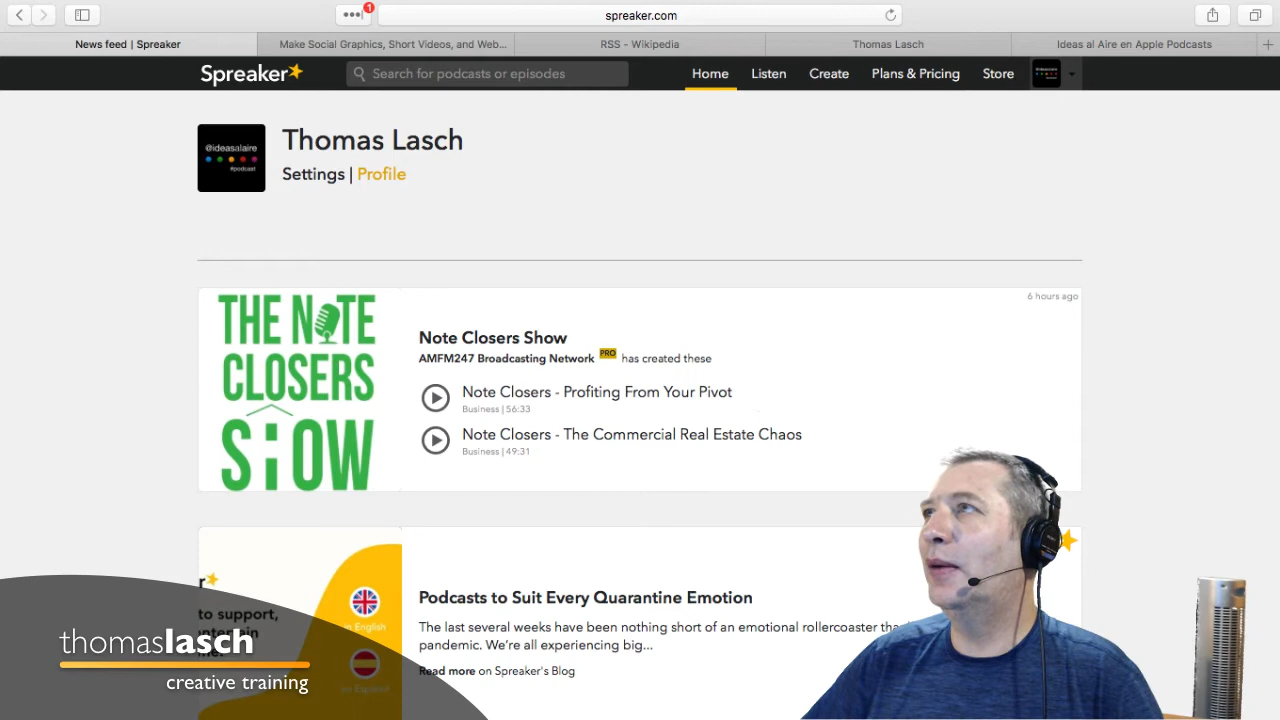 1
spreaker.com
News feed | Spreaker
Make Social Graphics, Short Videos, and Web...
RSS - Wikipedia
Thomas Lasch
Ideas al Aire en Apple Podcasts
Spreaker
Search for podcasts or episodes
Home
Listen
Create
Plans & Pricing
Store
@ideasalaire
#podcast
Thomas Lasch
Settings | Profile
6 hours ago
THE NOTE
CLOSERS
SHOW
Note Closers Show
AMFM247 Broadcasting Network PRO has created these
Note Closers - Profiting From Your Pivot
Business | 56:33
Note Closers - The Commercial Real Estate Chaos
Business | 49:31
to support,
in English
en Español
Podcasts to Suit Every Quarantine Emotion
The last several weeks have been nothing short of an emotional rollercoaster
pandemic. We're all experiencing big...
Read more on Spreaker's Blog
thomaslasch
creative training